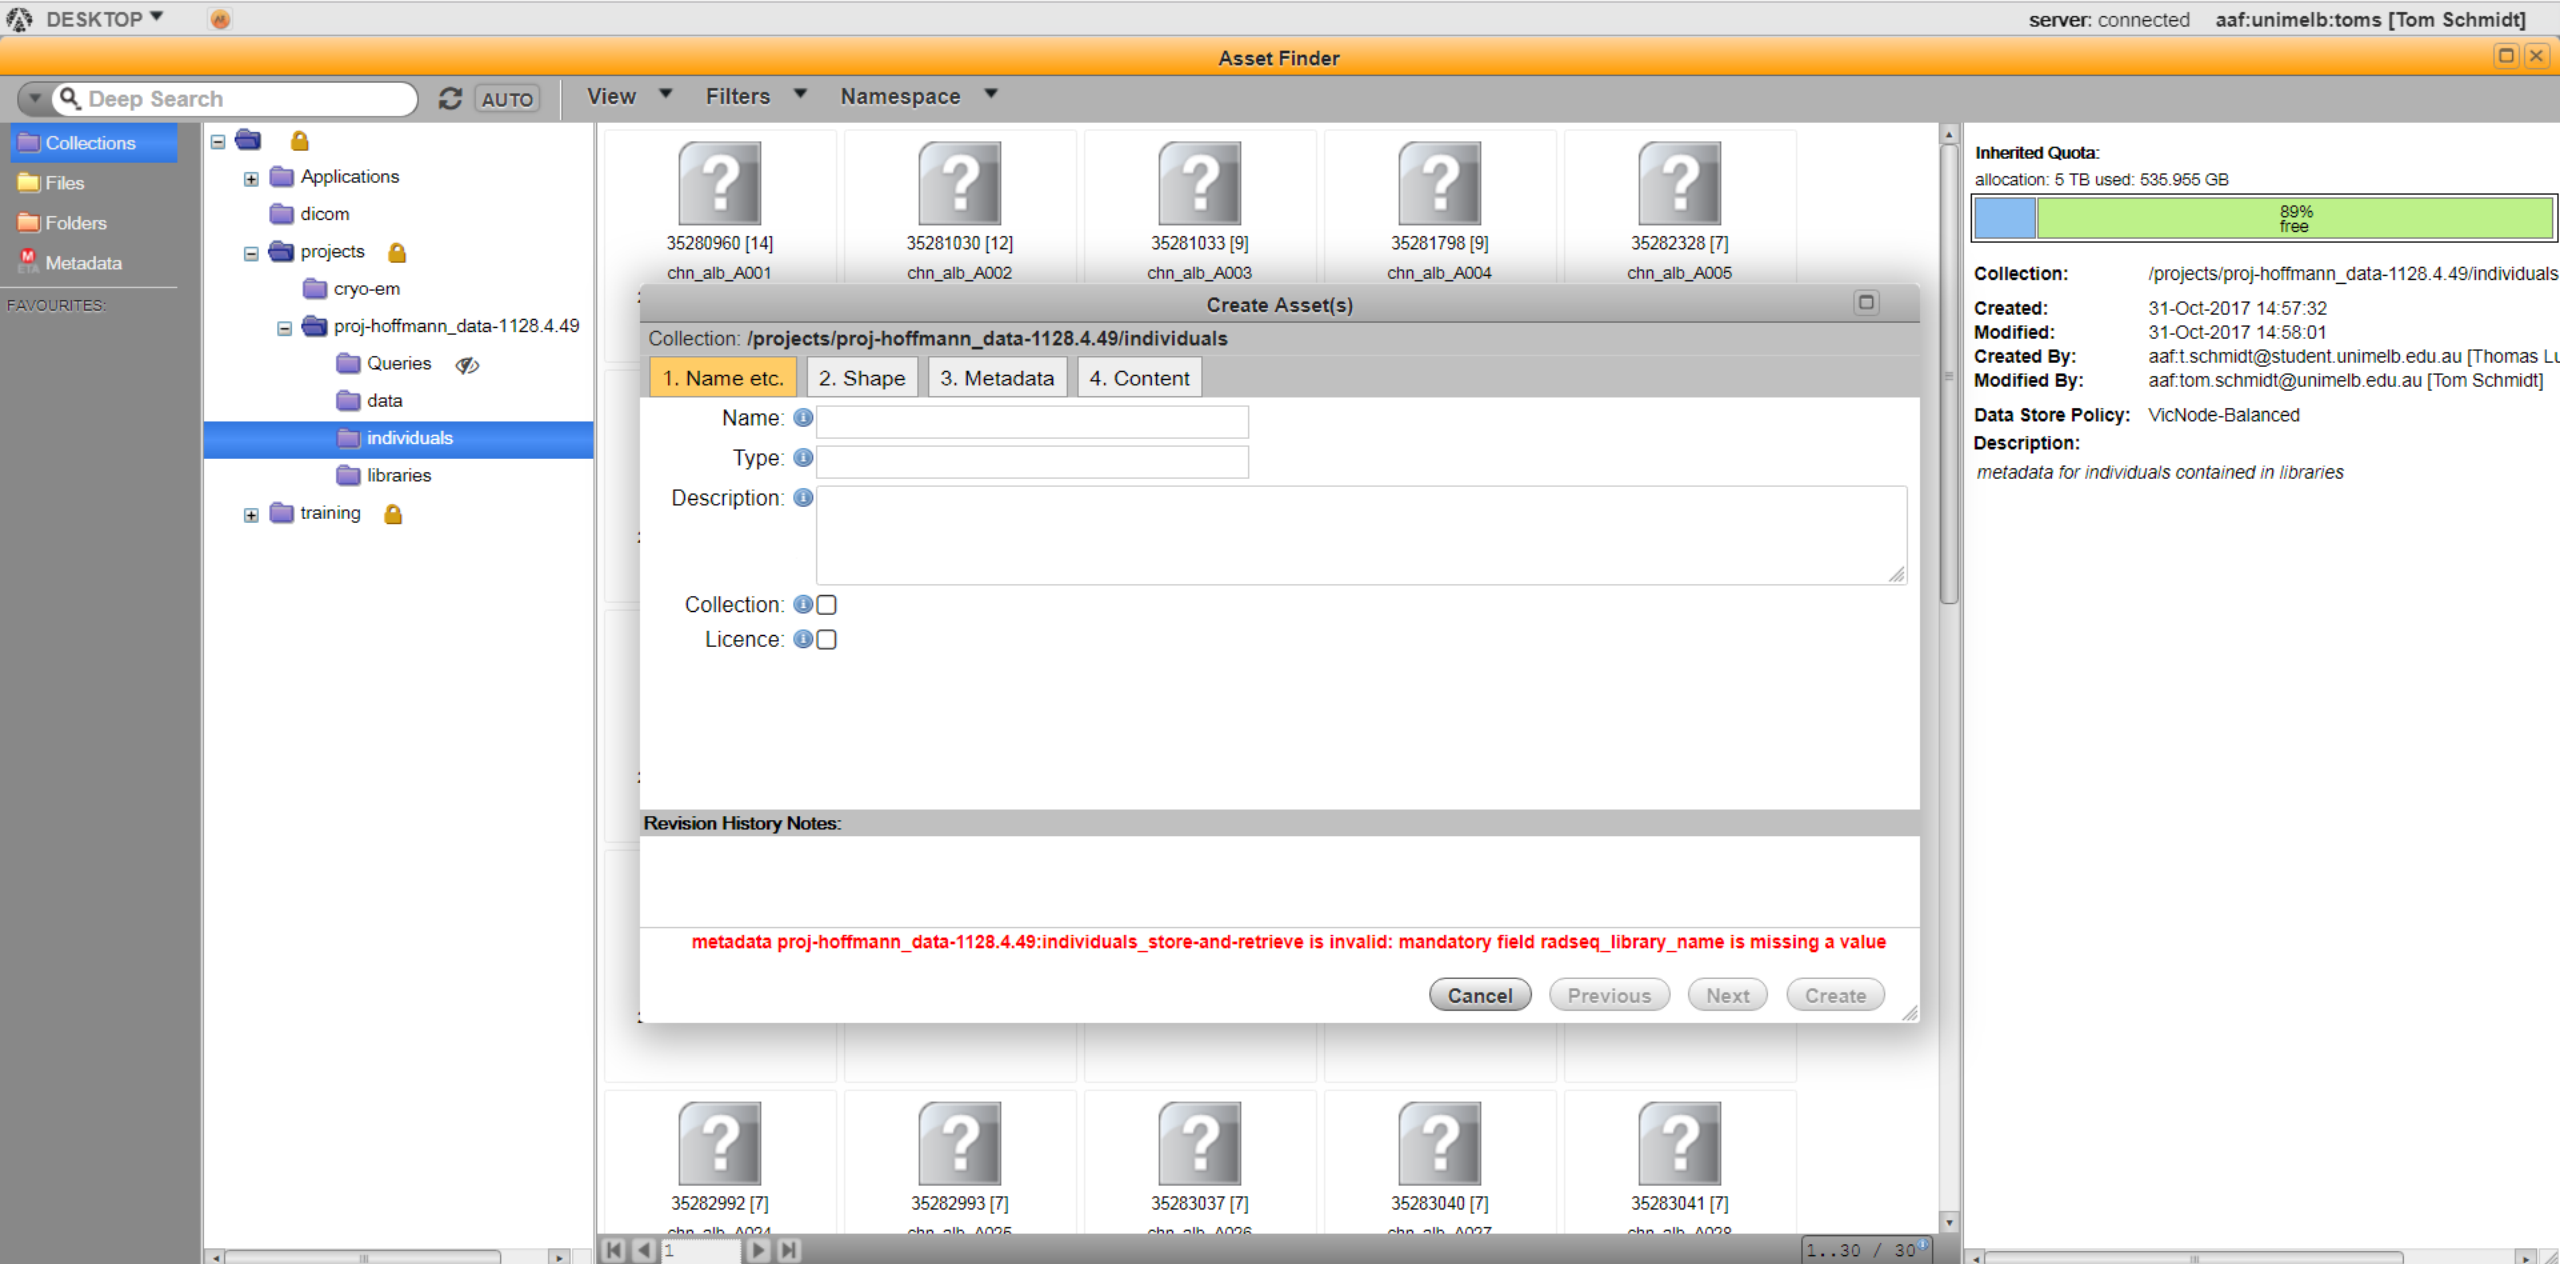 DESKTOP
server: connected aaf:unimelb:toms [Tom Schmidt]
Asset Finder
Deep Search
AUTO
View
Filters
Namespace
Collections
Files
Folders
Metadata
FAVOURITES:
Applications
dicom
projects
cryo-em
proj-hoffmann_data-1128.4.49
Queries
data
individuals
libraries
training
35280960 [14]
chn_alb_A001
35281030 [12]
chn_alb_A002
35281033 [9]
chn_alb_A003
35281798 [9]
chn_alb_A004
35282328 [7]
chn_alb_A005
Create Asset(s)
Collection: /projects/proj-hoffmann_data-1128.4.49/individuals
1. Name etc.
2. Shape
3. Metadata
4. Content
Name:
Type:
Description:
Collection:
Licence:
Revision History Notes:
metadata proj-hoffmann_data-1128.4.49:individuals_store-and-retrieve is invalid: mandatory field radseq_library_name is missing a value
Cancel
Previous
Next
Create
35282992 [7]
chn_alb_A024
35282993 [7]
chn_alb_A025
35283037 [7]
chn_alb_A026
35283040 [7]
chn_alb_A027
35283041 [7]
chn_alb_A028
1
1..30 / 30
Inherited Quota:
allocation: 5 TB used: 535.955 GB
89%
free
Collection: /projects/proj-hoffmann_data-1128.4.49/individuals
Created: 31-Oct-2017 14:57:32
Modified: 31-Oct-2017 14:58:01
Created By: aaf:t.schmidt@student.unimelb.edu.au [Thomas Lu
Modified By: aaf:tom.schmidt@unimelb.edu.au [Tom Schmidt]
Data Store Policy: VicNode-Balanced
Description:
metadata for individuals contained in libraries